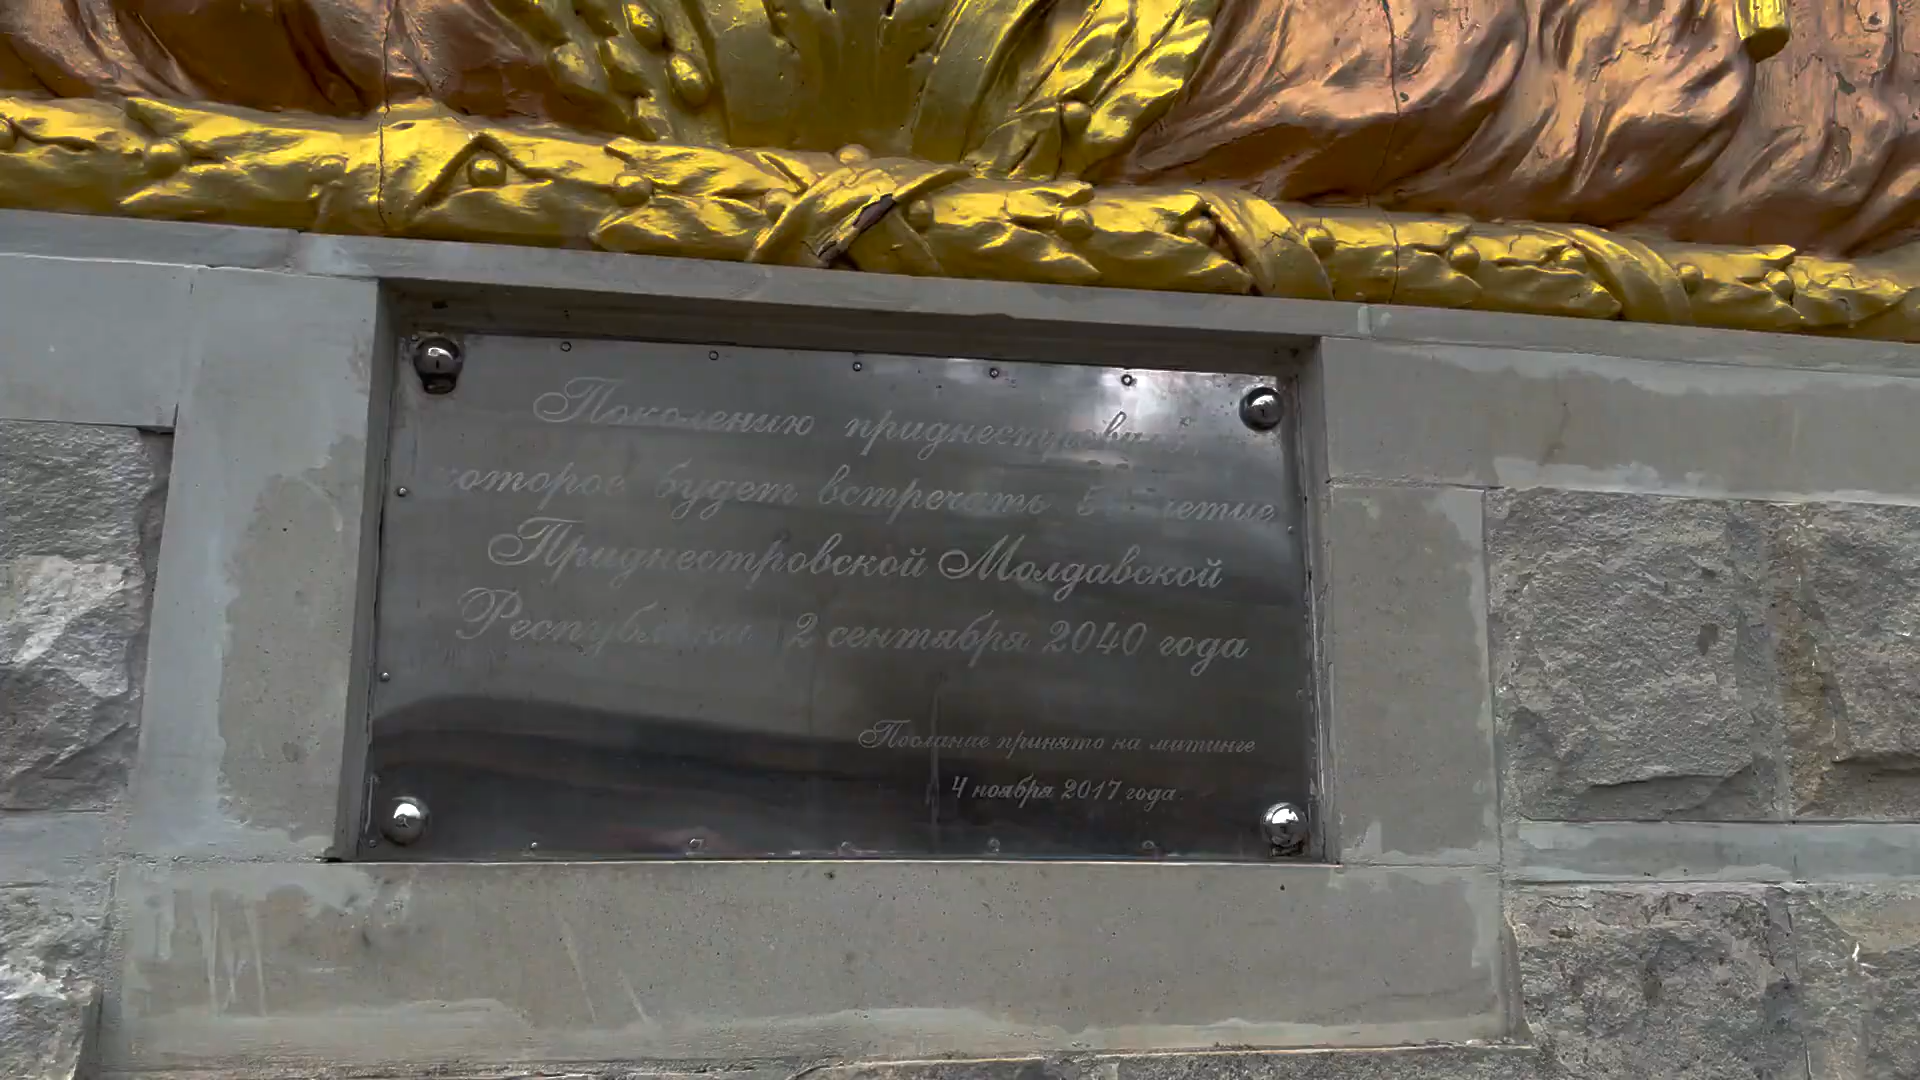 Поколению приднестровцев,
которое будет встречать 50-летие
Приднестровской Молдавской
Республики 2 сентября 2040 года
Послание принято на митинге
4 ноября 2017 года.